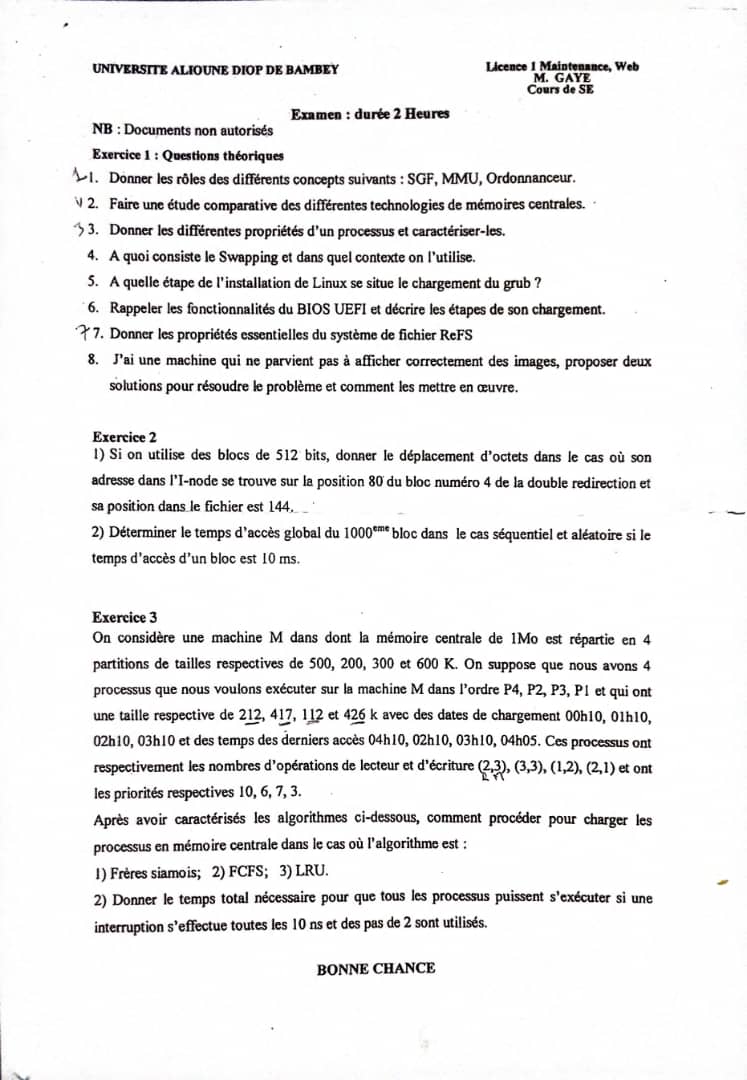 UNIVERSITE ALIOUNE DIOP DE BAMBEY
Licence 1 Maintenance, Web
M. GAYE
Cours de SE
Examen : durée 2 Heures
NB : Documents non autorisés
Exercice 1 : Questions théoriques
1. Donner les rôles des différents concepts suivants : SGF, MMU, Ordonnanceur.
2. Faire une étude comparative des différentes technologies de mémoires centrales.
3 3. Donner les différentes propriétés d'un processus et caractériser-les.
4. A quoi consiste le Swapping et dans quel contexte on l'utilise.
5. A quelle étape de l'installation de Linux se situe le chargement du grub ?
6. Rappeler les fonctionnalités du BIOS UEFI et décrire les étapes de son chargement.
7 7. Donner les propriétés essentielles du système de fichier ReFS
8. J'ai une machine qui ne parvient pas à afficher correctement des images, proposer deux
solutions pour résoudre le problème et comment les mettre en œuvre.
Exercice 2
1) Si on utilise des blocs de 512 bits, donner le déplacement d'octets dans le cas où son
adresse dans l'I-node se trouve sur la position 80 du bloc numéro 4 de la double redirection et
sa position dans le fichier est 144.
2) Déterminer le temps d'accès global du 1000eme bloc dans le cas séquentiel et aléatoire si le
temps d'accès d'un bloc est 10 ms.
Exercice 3
On considère une machine M dans dont la mémoire centrale de 1Mo est répartie en 4
partitions de tailles respectives de 500, 200, 300 et 600 K. On suppose que nous avons 4
processus que nous voulons exécuter sur la machine M dans l'ordre P4, P2, P3, P1 et qui ont
une taille respective de 212, 417, 112 et 426 k avec des dates de chargement 00h10, 01h10,
02h10, 03h10 et des temps des derniers accès 04h10, 02h10, 03h10, 04h05. Ces processus ont
respectivement les nombres d'opérations de lecteur et d'écriture (2,3), (3,3), (1,2), (2,1) et ont
les priorités respectives 10, 6, 7, 3.
Après avoir caractérisés les algorithmes ci-dessous, comment procéder pour charger les
processus en mémoire centrale dans le cas où l'algorithme est :
1) Frères siamois; 2) FCFS; 3) LRU.
2) Donner le temps total nécessaire pour que tous les processus puissent s'exécuter si une
interruption s'effectue toutes les 10 ns et des pas de 2 sont utilisés.
BONNE CHANCE